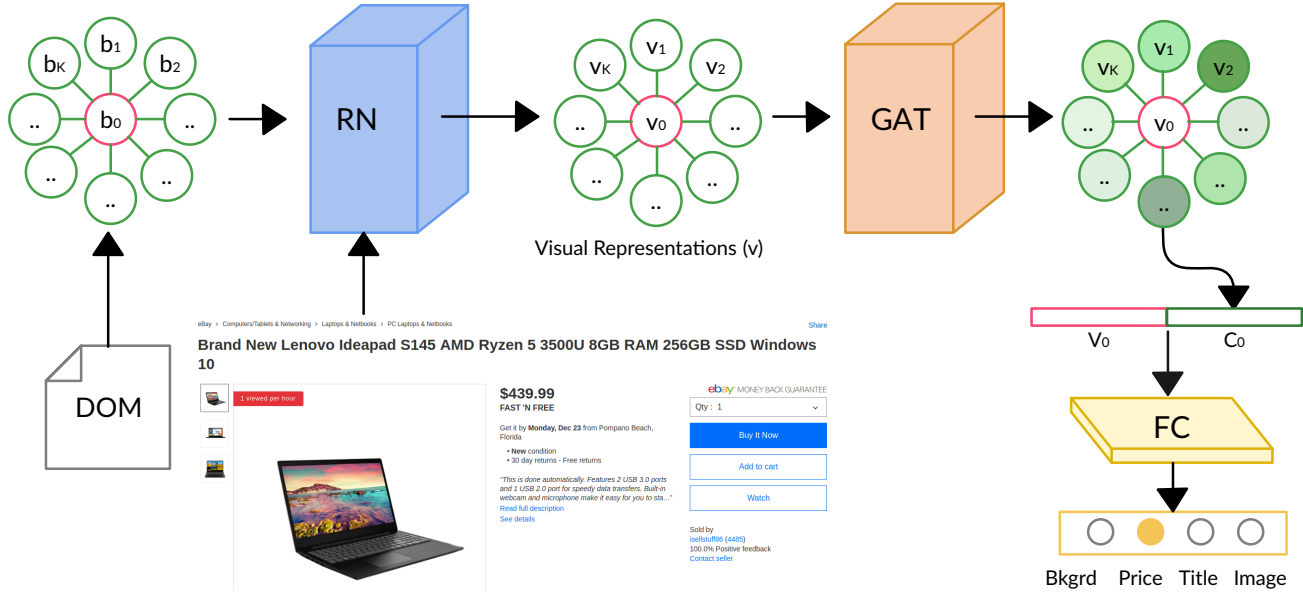 b1
bK
b2
..
b0
..
..
..
..
RN
v1
vK
v2
..
v0
..
..
..
..
Visual Representations (v)
GAT
v1
vK
v2
..
v0
..
..
..
..
V0
C0
FC
Bkgrd Price Title Image
DOM
eBay > Computers/Tablets & Networking > Laptops & Netbooks > PC Laptops & Netbooks
Share
Brand New Lenovo Ideapad S145 AMD Ryzen 5 3500U 8GB RAM 256GB SSD Windows
10
1 viewed per hour
$439.99
FAST 'N FREE
Get it by Monday, Dec 23 from Pompano Beach,
Florida
• New condition
• 30 day returns - Free returns
"This is done automatically. Features 2 USB 3.0 ports
and 1 USB 2.0 port for speedy data transfers. Built-in
webcam and microphone make it easy for you to sta..."
Read full description
See details
ebay MONEY BACK GUARANTEE
Qty : 1
Buy It Now
Add to cart
Watch
Sold by
isellstuff86 (4485)
100.0% Positive feedback
Contact seller